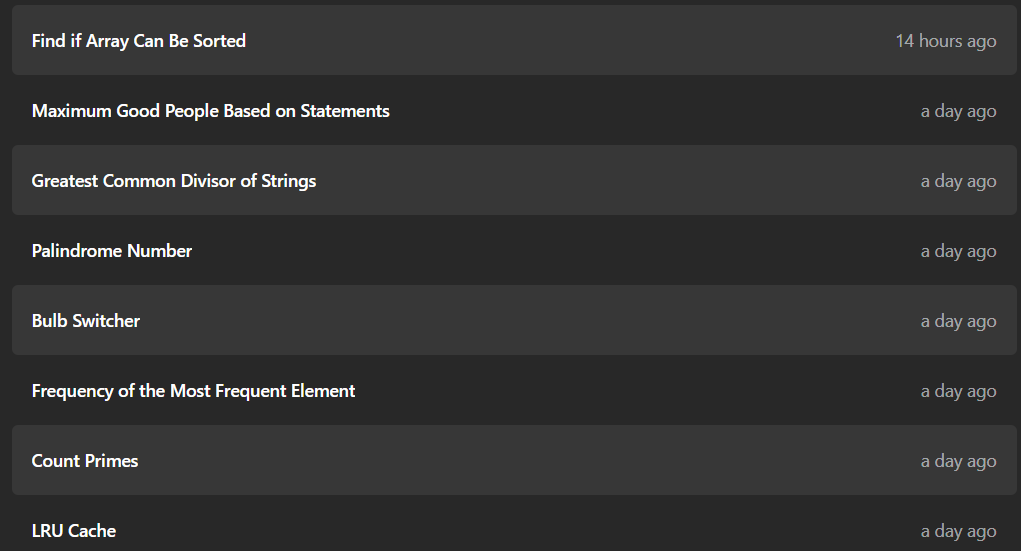 Find if Array Can Be Sorted 14 hours ago
Maximum Good People Based on Statements a day ago
Greatest Common Divisor of Strings a day ago
Palindrome Number a day ago
Bulb Switcher a day ago
Frequency of the Most Frequent Element a day ago
Count Primes a day ago
LRU Cache a day ago